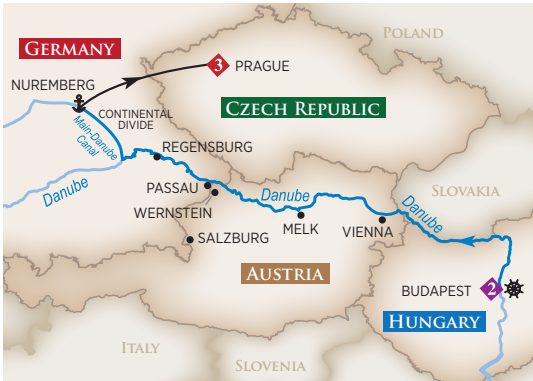 POLAND
GERMANY
3
PRAGUE
NUREMBERG
CONTINENTAL
DIVIDE
Main-Danube
Canal
CZECH REPUBLIC
REGENSBURG
Danube
PASSAU
WERNSTEIN
Danube
SLOVAKIA
Danube
SALZBURG
MELK
VIENNA
AUSTRIA
BUDAPEST
2
HUNGARY
ITALY
SLOVENIA